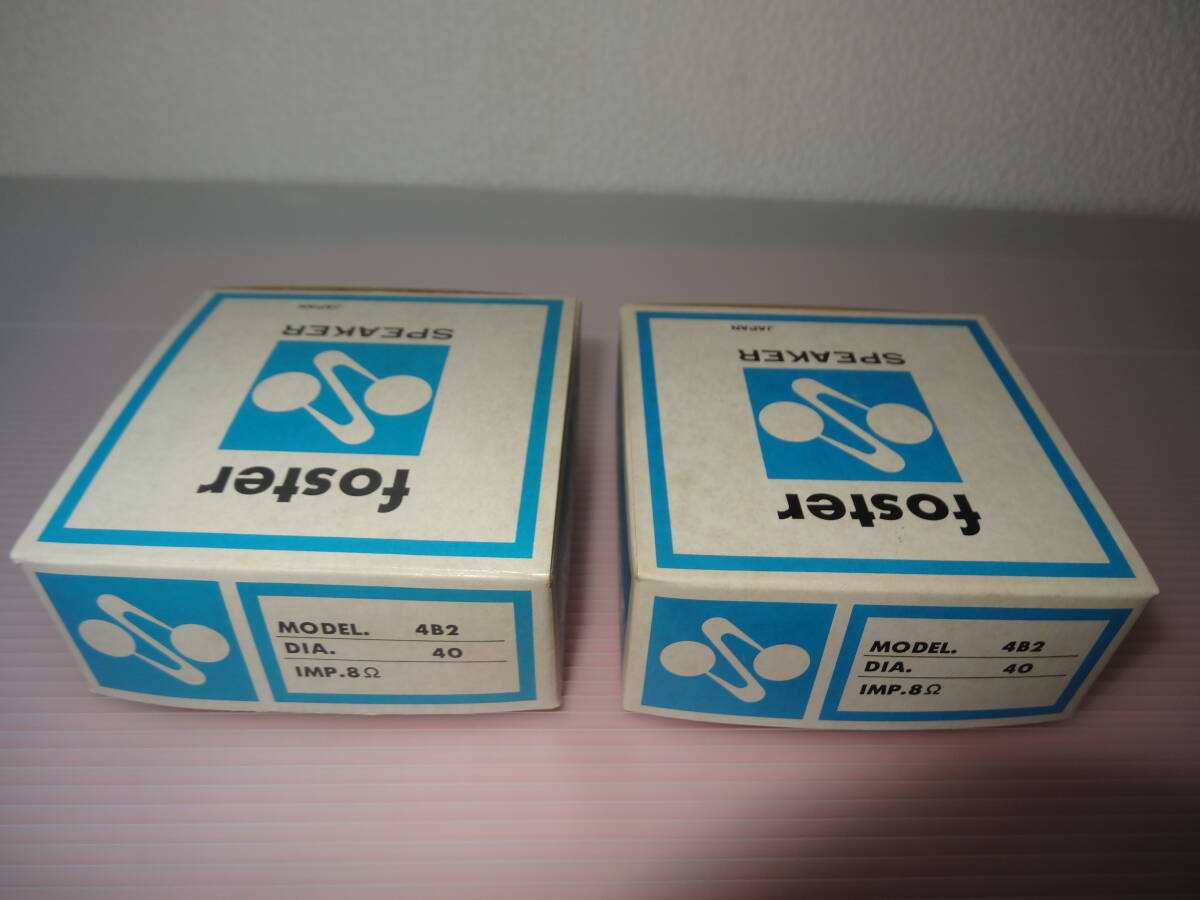 foster
SPEAKER
JAPAN
MODEL. 4B2
DIA. 40
IMP.8Ω
foster
SPEAKER
JAPAN
MODEL. 4B2
DIA. 40
IMP.8Ω